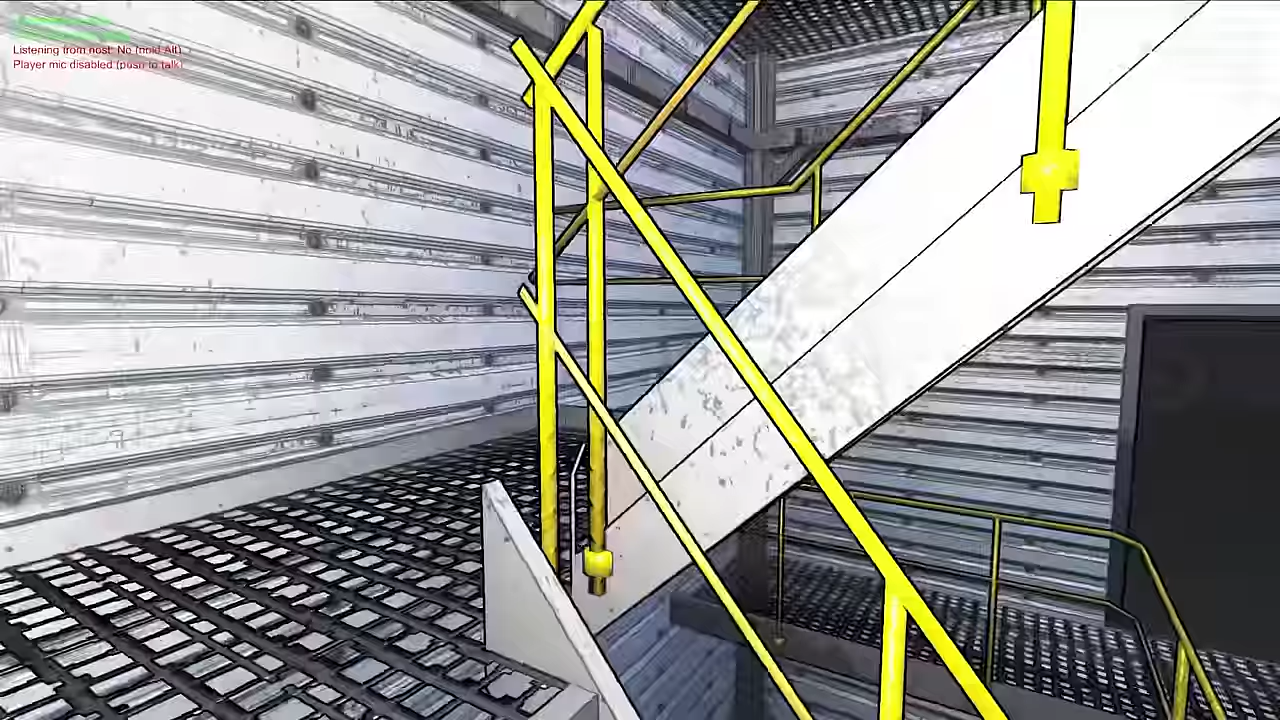 Listening from host: No (hold Alt)
Player mic disabled (push to talk)